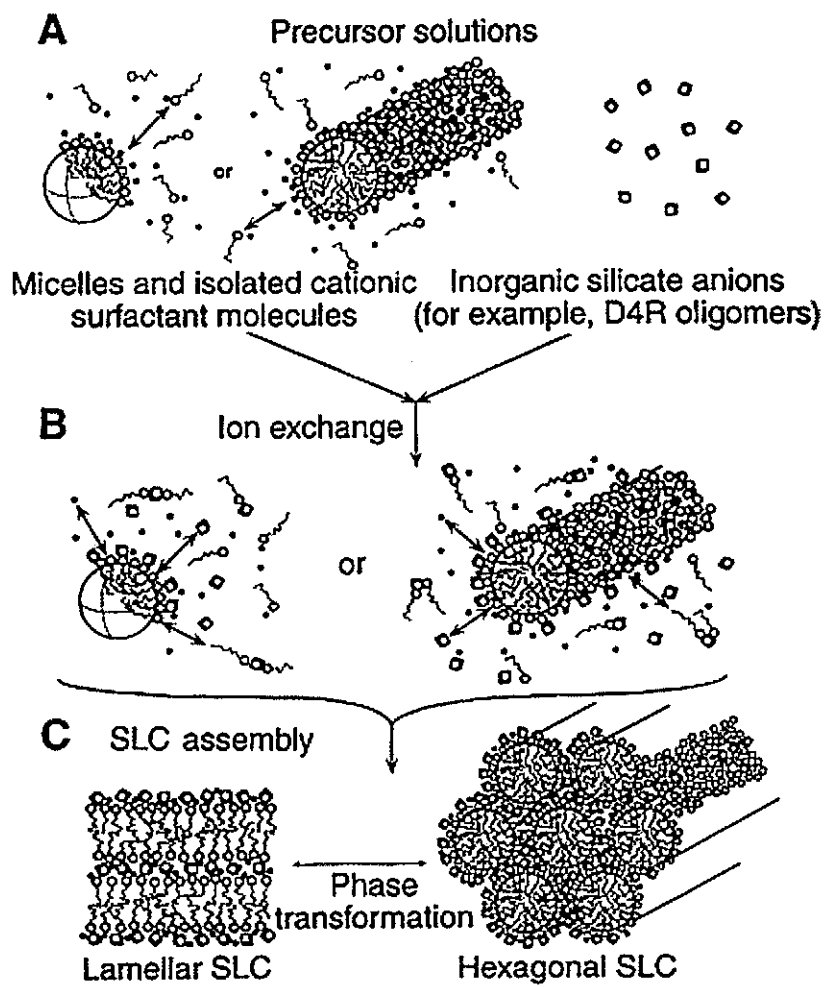 A
Precursor solutions
or
Micelles and isolated cationic
surfactant molecules
Inorganic silicate anions
(for example, D4R oligomers)
B
Ion exchange
or
C
SLC assembly
Phase
transformation
Lamellar SLC
Hexagonal SLC